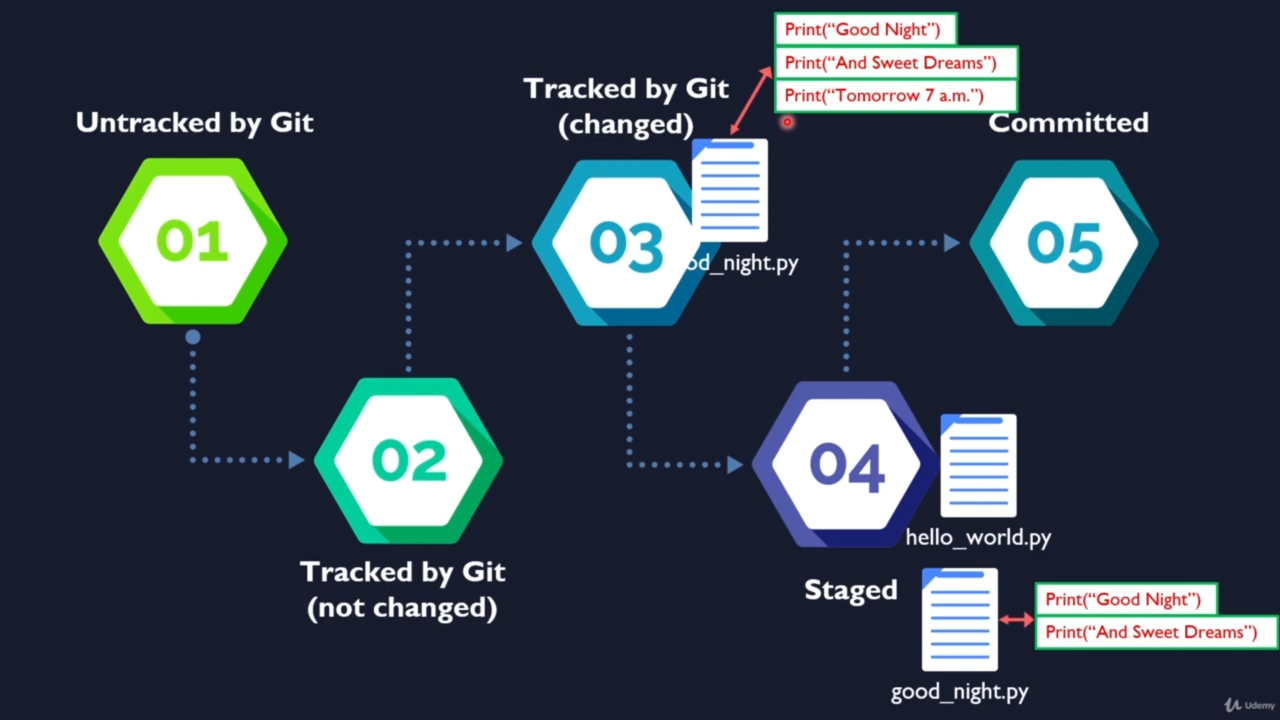 Print(“Good Night”)
Print(“And Sweet Dreams”)
Print(“Tomorrow 7 a.m.”)
Untracked by Git
Tracked by Git
(changed)
Committed
01
03
05
od_night.py
02
04
hello_world.py
Tracked by Git
(not changed)
Staged
Print(“Good Night”)
Print(“And Sweet Dreams”)
good_night.py
Udemy